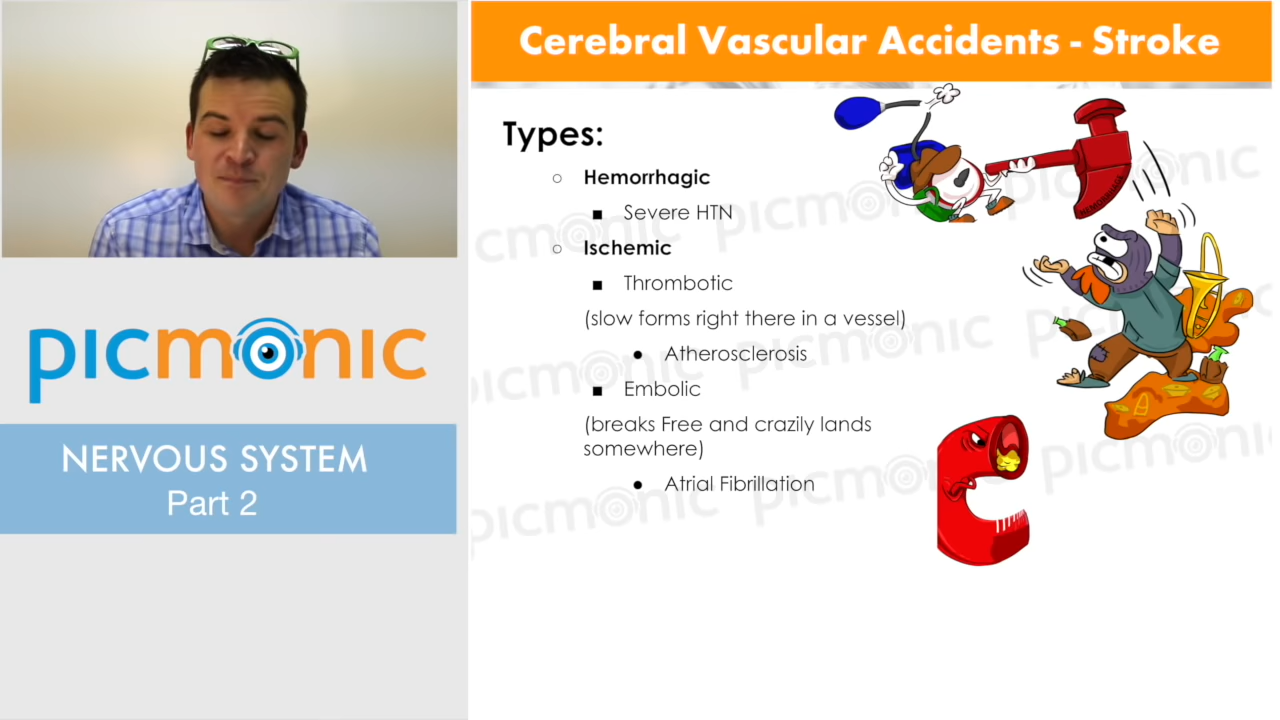 Cerebral Vascular Accidents - Stroke
Types:
Hemorrhagic
Severe HTN
Ischemic
Thrombotic
(slow forms right there in a vessel)
Atherosclerosis
Embolic
(breaks Free and crazily lands
somewhere)
Atrial Fibrillation
picmonic
NERVOUS SYSTEM
Part 2